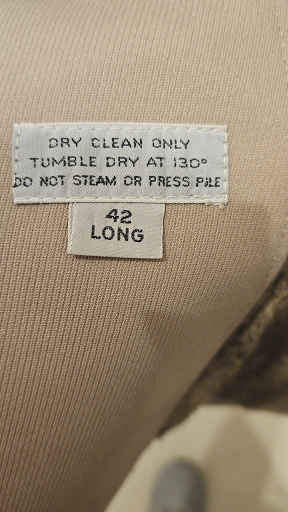 DRY CLEAN ONLY
TUMBLE DRY AT 130°
DO NOT STEAM OR PRESS PILE
42
LONG